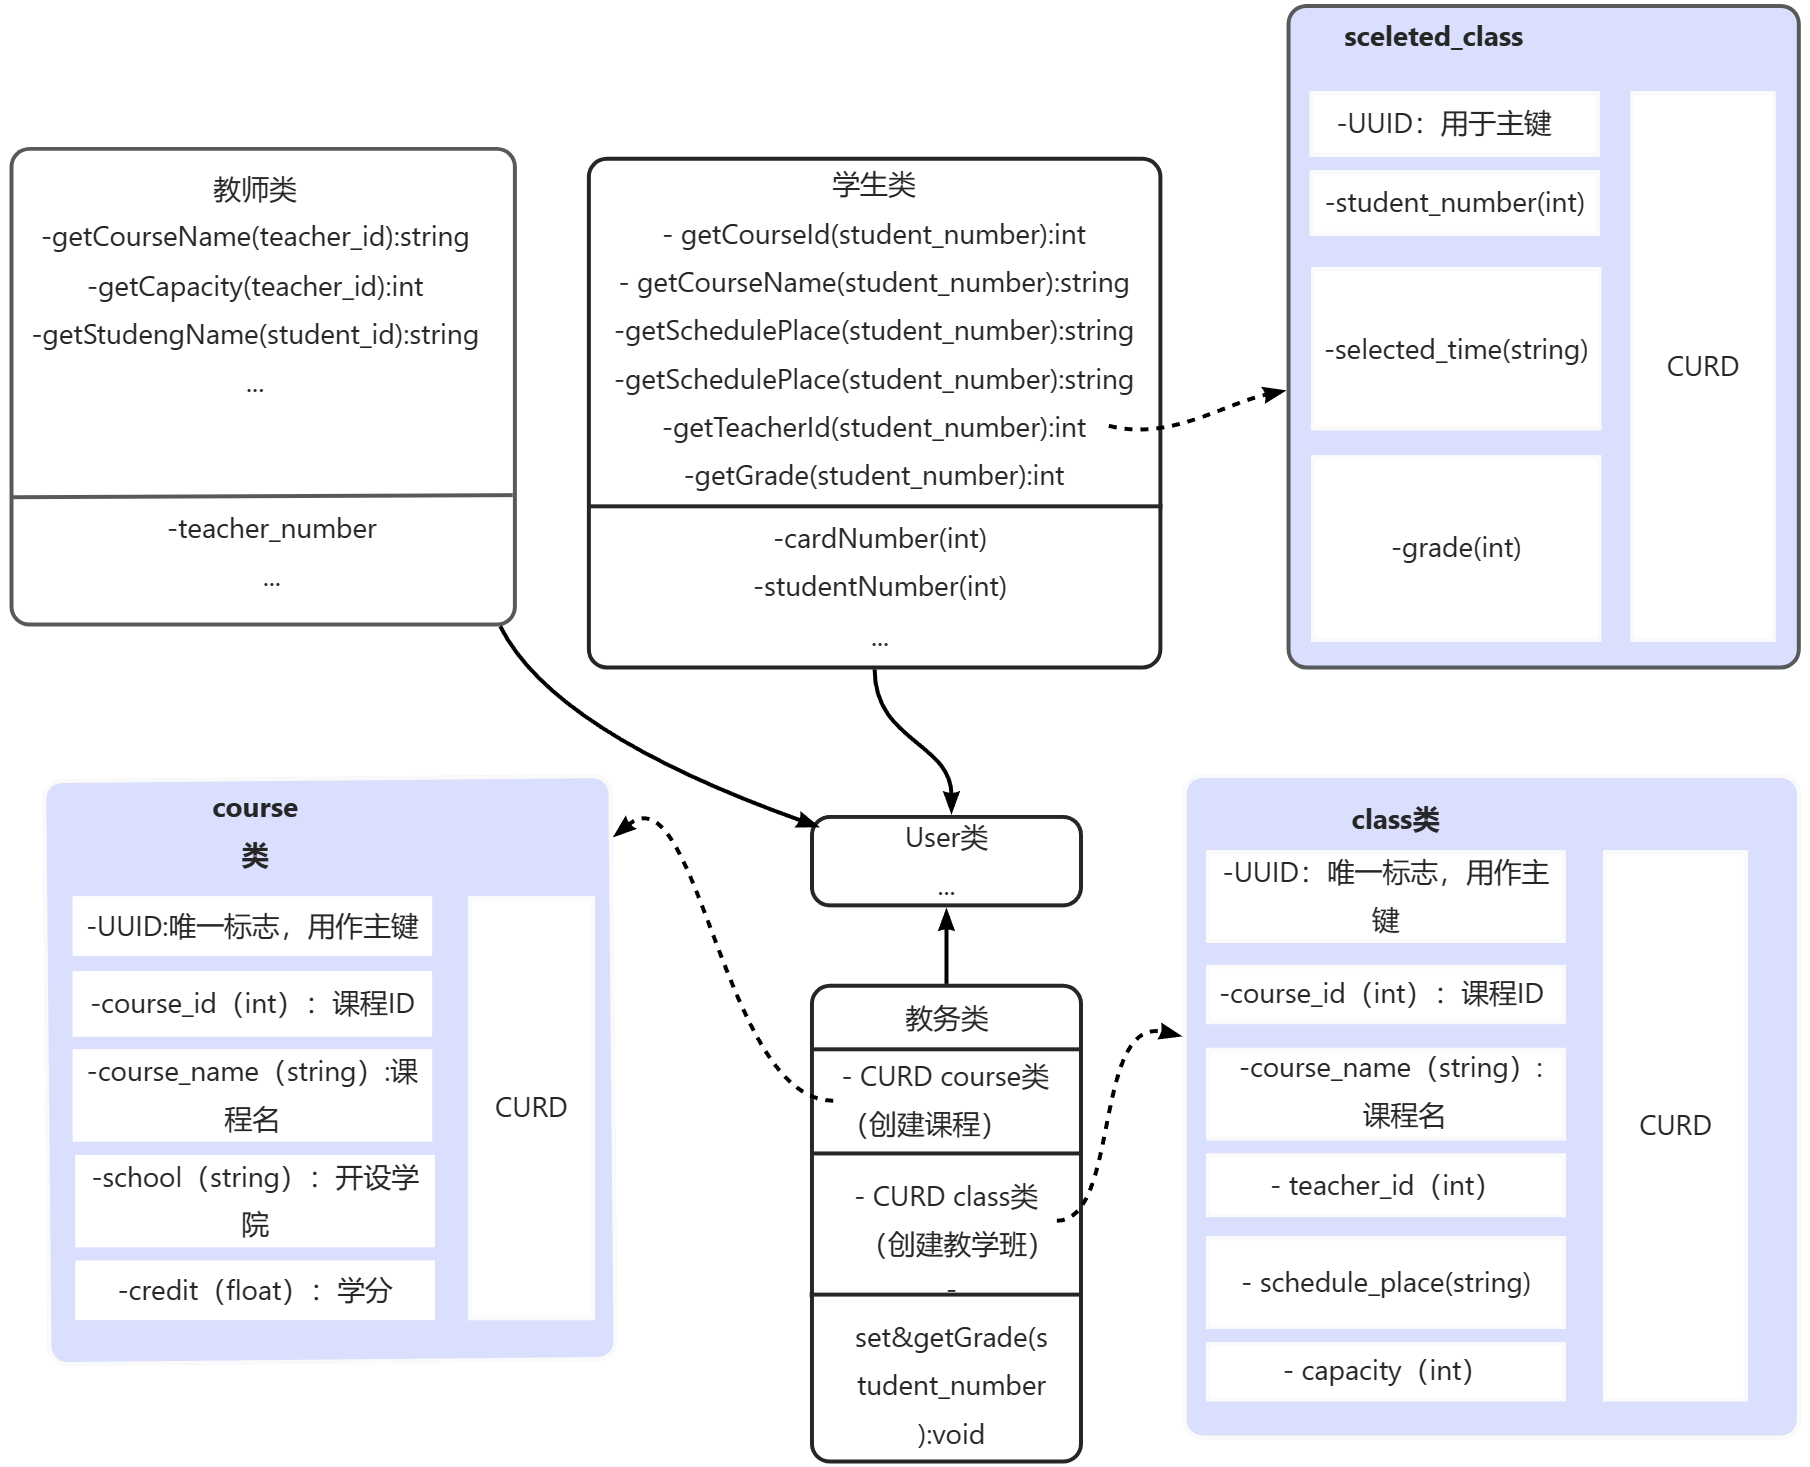 sceleted_class
-UUID：用于主键
-student_number(int)
-selected_time(string)
-grade(int)
CURD
教师类
-getCourseName(teacher_id):string
-getCapacity(teacher_id):int
-getStudengName(student_id):string
...
-teacher_number
...
学生类
- getCourseId(student_number):int
- getCourseName(student_number):string
-getSchedulePlace(student_number):string
-getSchedulePlace(student_number):string
-getTeacherId(student_number):int
-getGrade(student_number):int
-cardNumber(int)
-studentNumber(int)
...
User类
...
course
类
-UUID:唯一标志，用作主键
-course_id（int）：课程ID
-course_name（string）:课
程名
-school（string）：开设学
院
-credit（float）：学分
CURD
教务类
- CURD course类
（创建课程）
- CURD class类
（创建教学班）
-
set&getGrade(s
tudent_number
):void
class类
-UUID：唯一标志，用作主
键
-course_id（int）：课程ID
-course_name（string）:
课程名
- teacher_id（int）
- schedule_place(string)
- capacity（int）
CURD